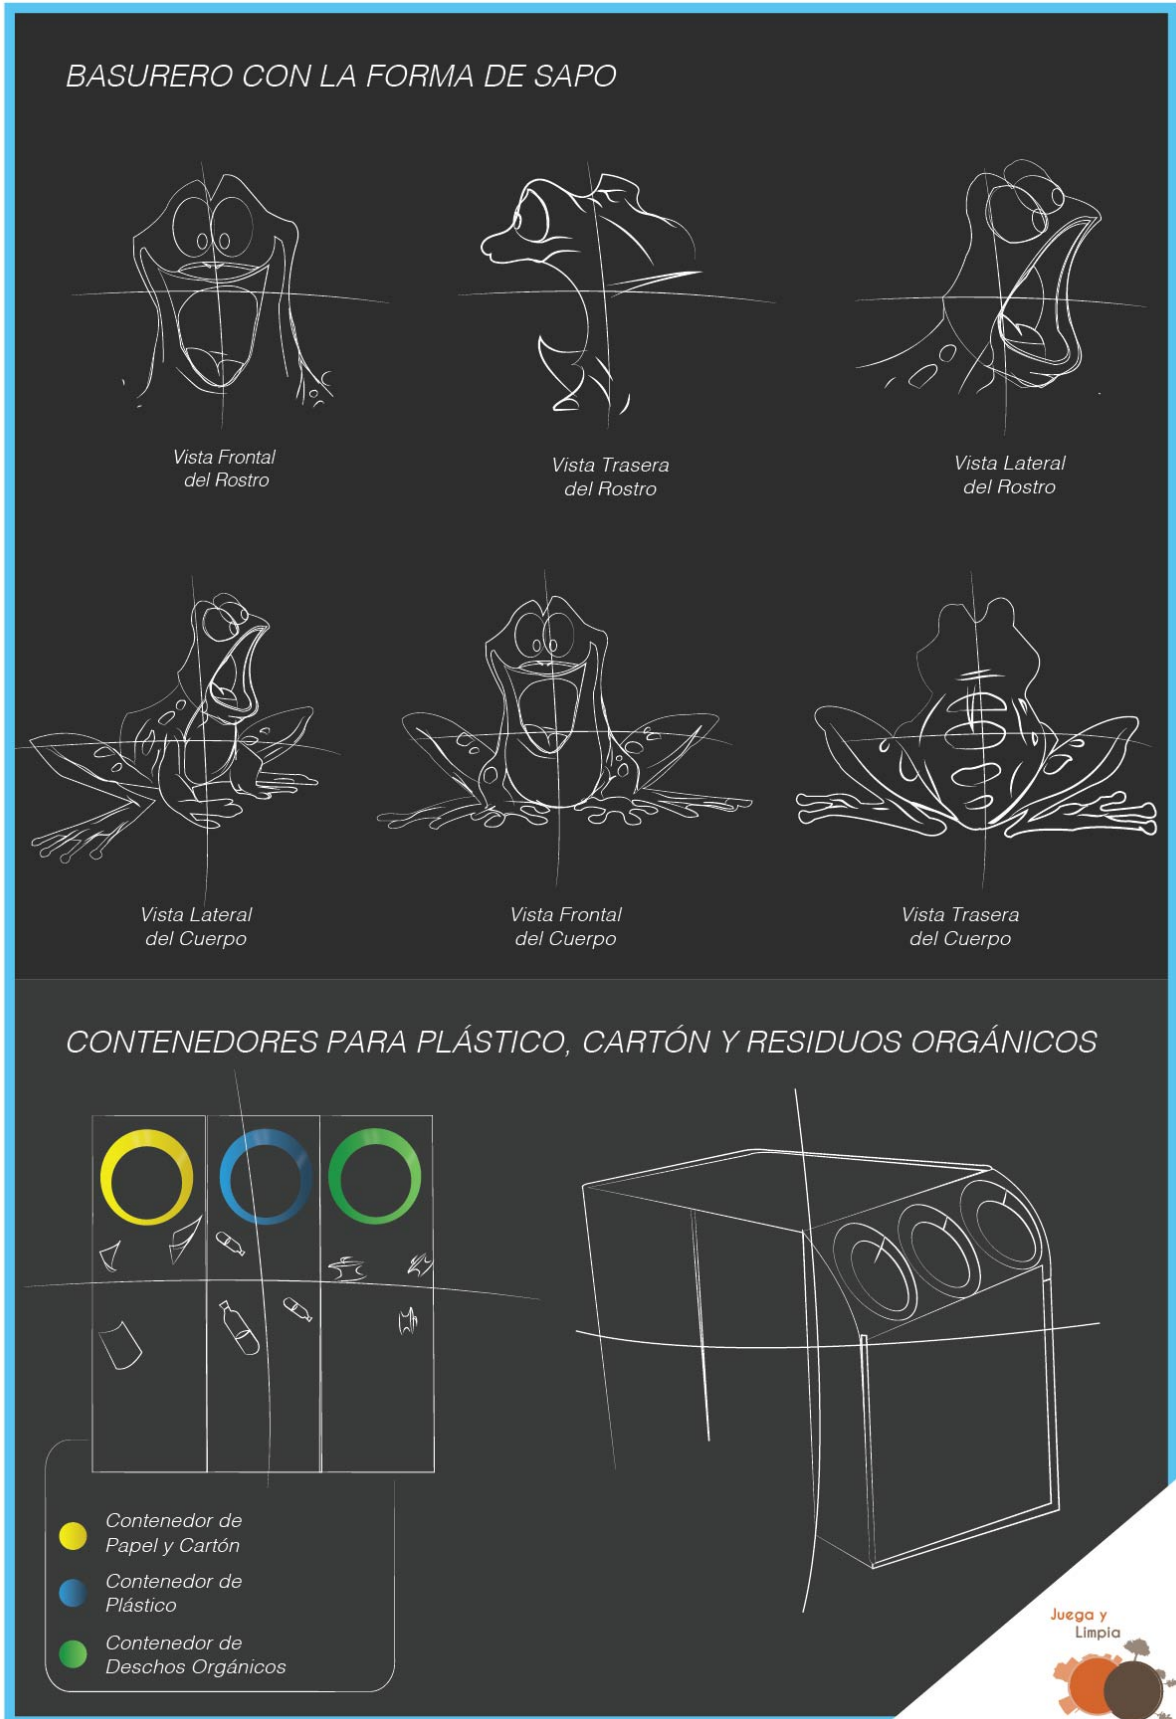 BASURERO CON LA FORMA DE SAPO
Vista Frontal
del Rostro
Vista Trasera
del Rostro
Vista Lateral
del Rostro
Vista Lateral
del Cuerpo
Vista Frontal
del Cuerpo
Vista Trasera
del Cuerpo
CONTENEDORES PARA PLÁSTICO, CARTÓN Y RESIDUOS ORGÁNICOS
Contenedor de
Papel y Cartón
Contenedor de
Plástico
Contenedor de
Deschos Orgánicos
Juega y
Limpia